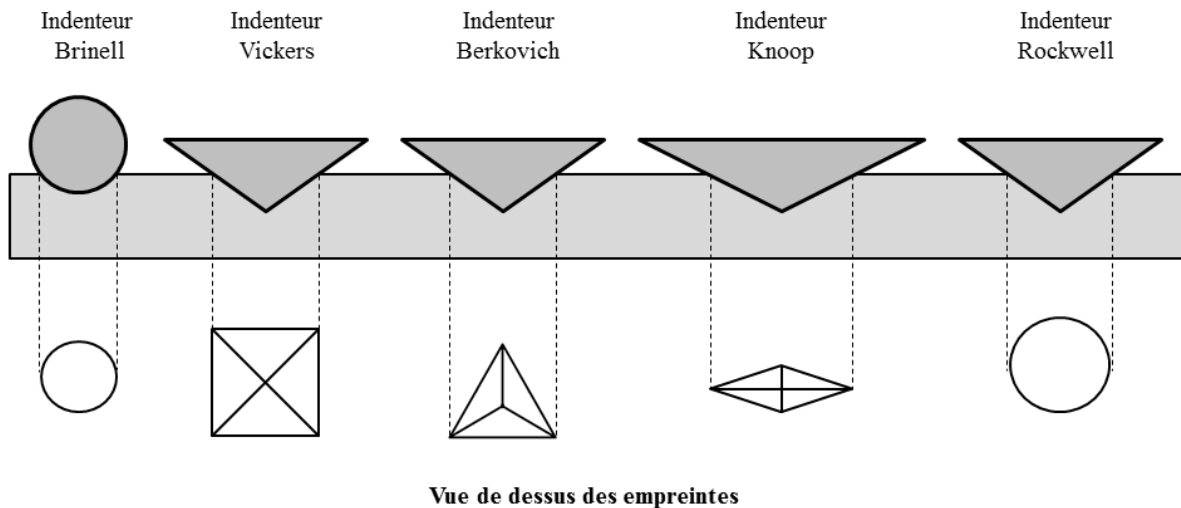 Indenteur
Brinell
Indenteur
Vickers
Indenteur
Berkovich
Indenteur
Knoop
Indenteur
Rockwell
Vue de dessus des empreintes